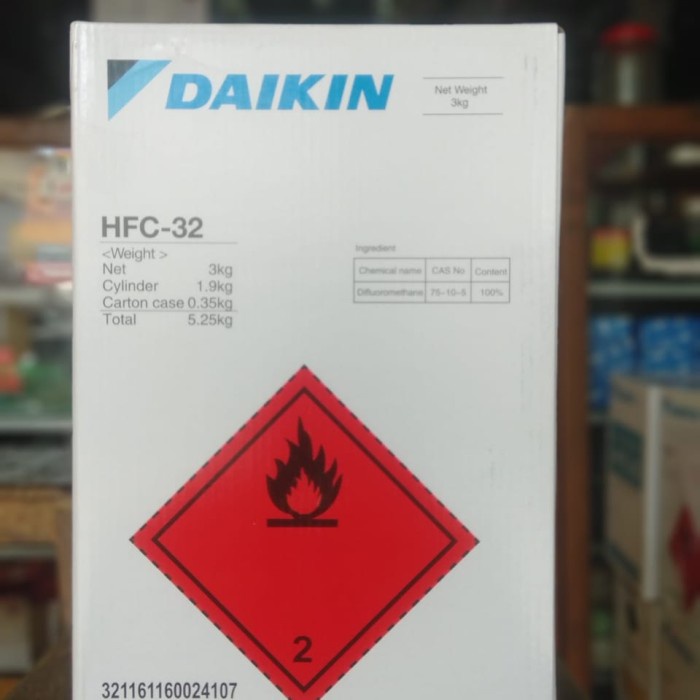 DAIKIN
Net Weight
3kg
HFC-32
<Weight >
Net 3kg
Cylinder 1.9kg
Carton case 0.35kg
Total 5.25kg
Ingredient
Chemical name CAS No Content
Difluoromethane 75-10-5 100%
2
321161160024107